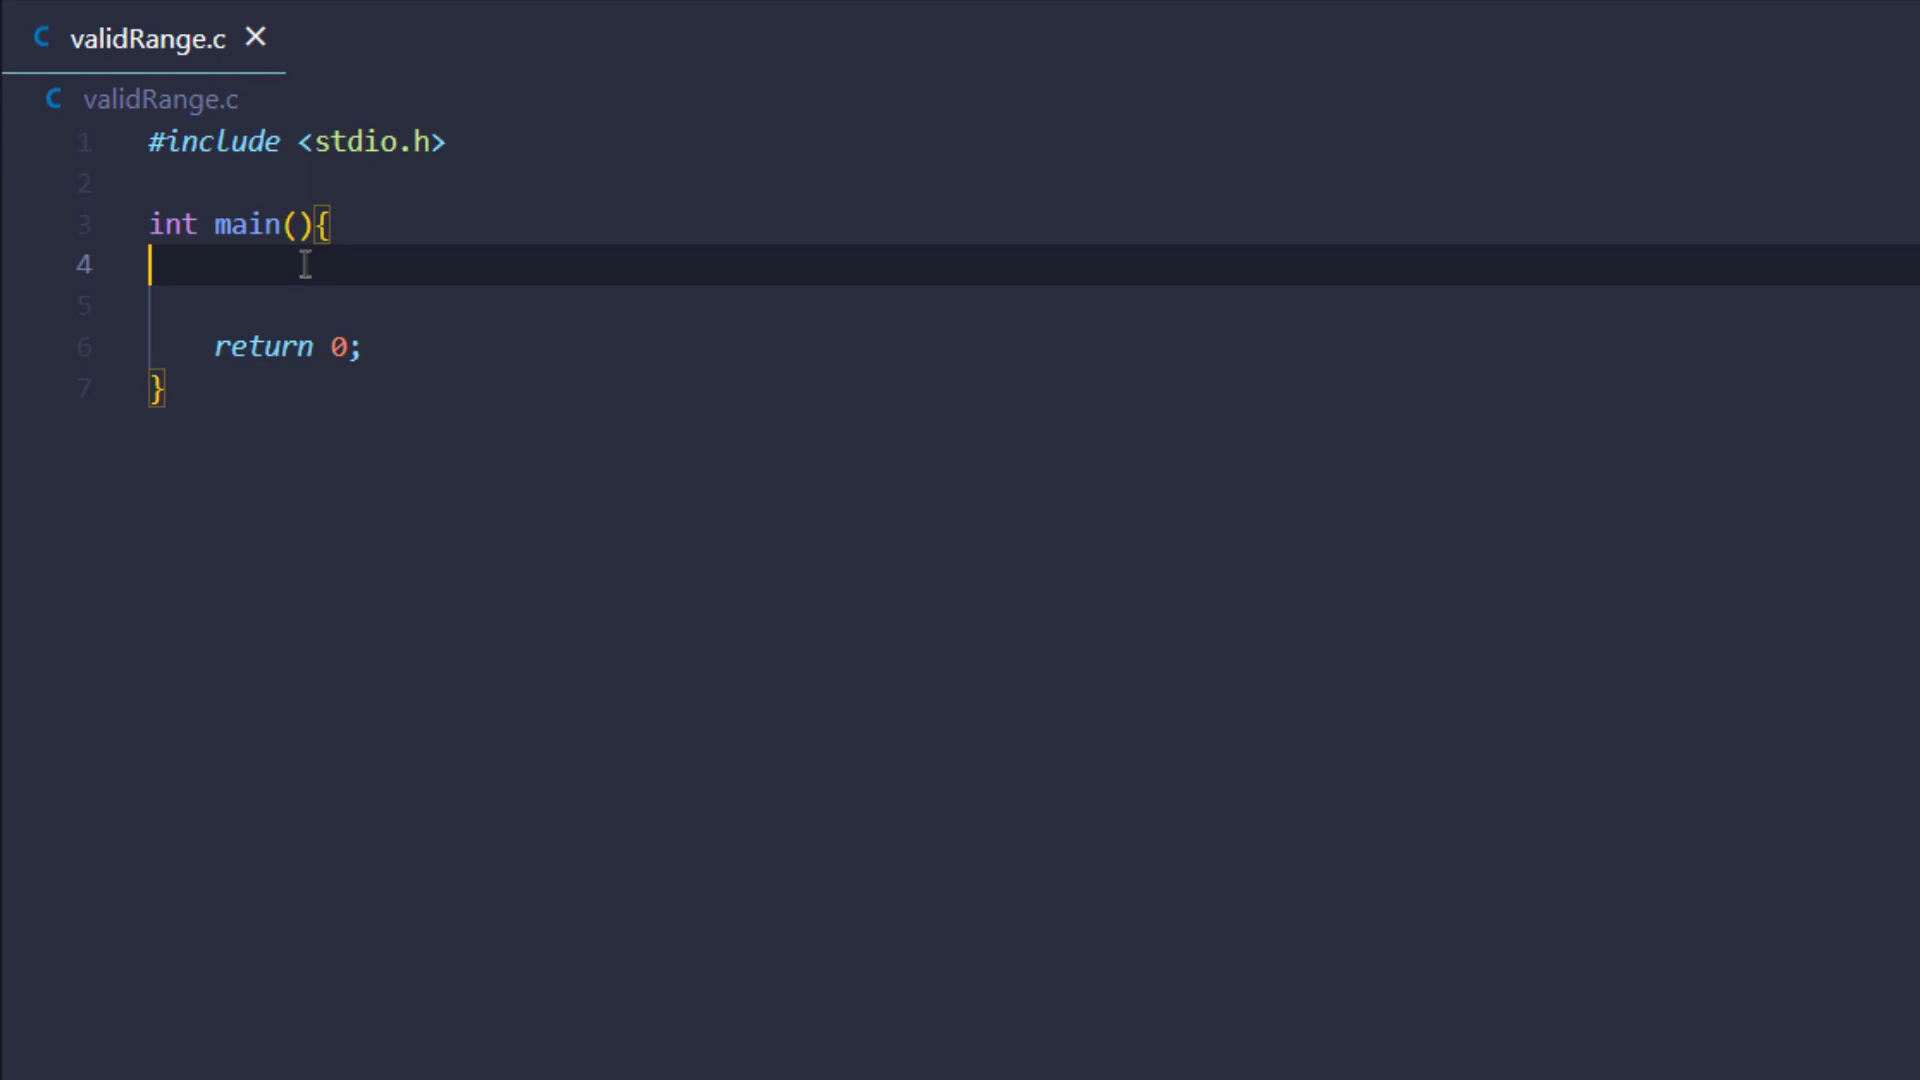 C validRange.c ✕
C validRange.c
1 #include <stdio.h>
2
3 int main(){
4
5
6     return 0;
7 }